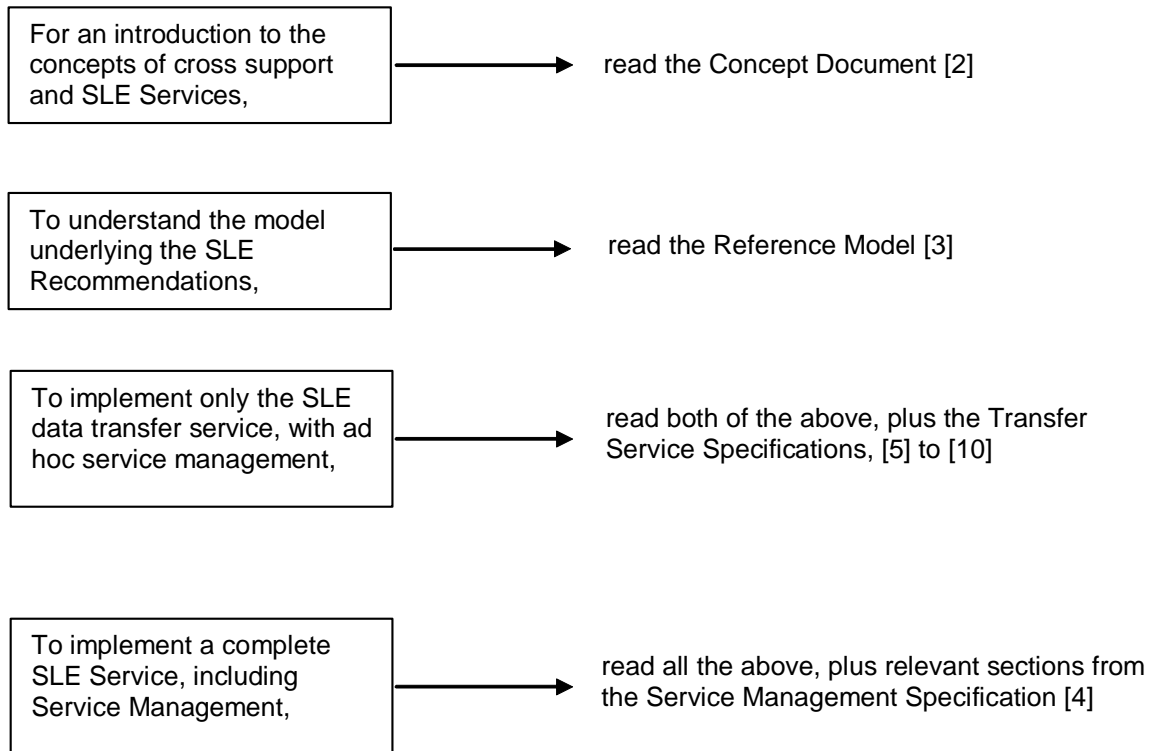 For an introduction to the
concepts of cross support
and SLE Services,
read the Concept Document [2]
To understand the model
underlying the SLE
Recommendations,
read the Reference Model [3]
To implement only the SLE
data transfer service, with ad
hoc service management,
read both of the above, plus the Transfer
Service Specifications, [5] to [10]
To implement a complete
SLE Service, including
Service Management,
read all the above, plus relevant sections from
the Service Management Specification [4]